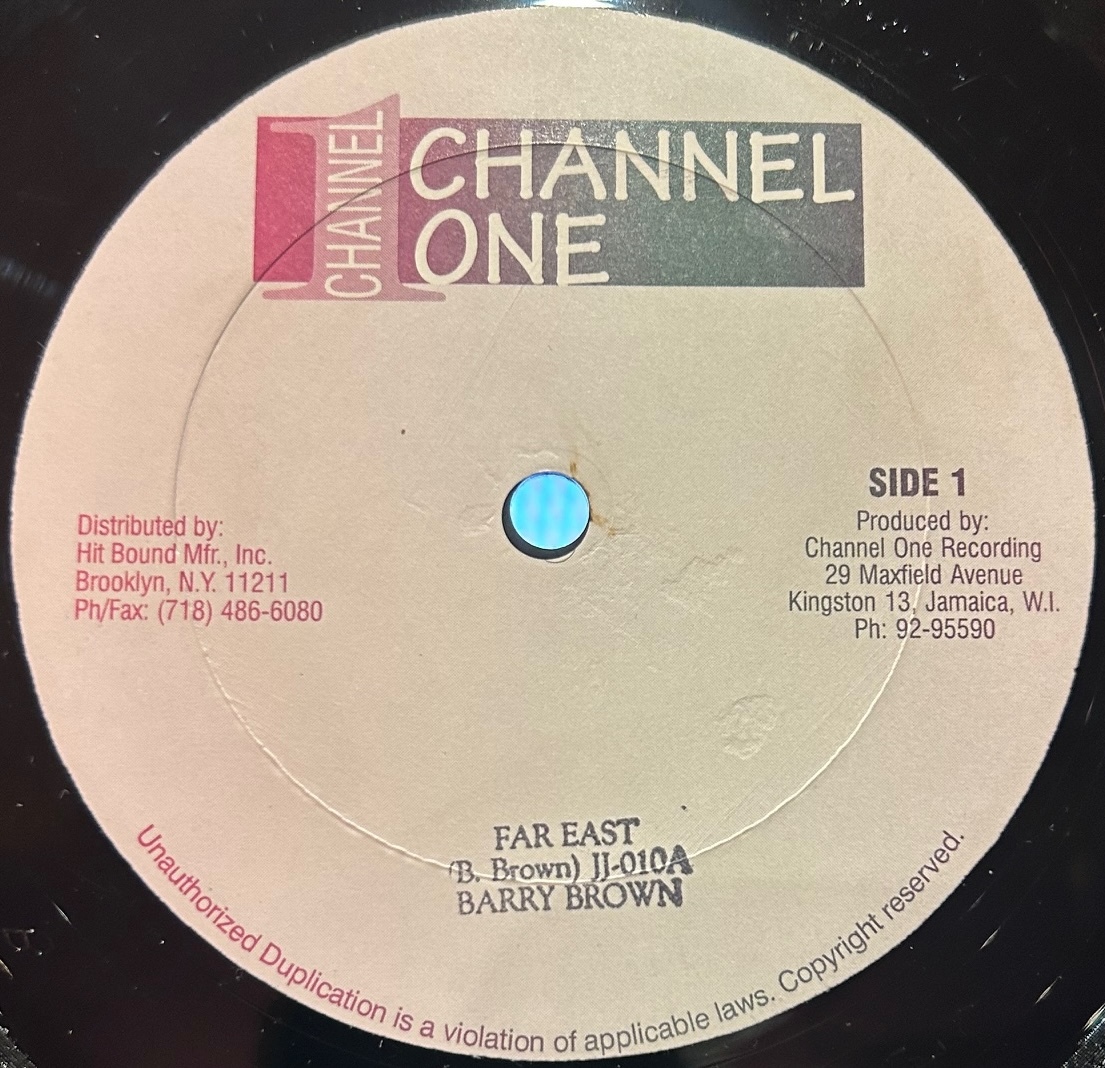 CHANNEL
CHANNEL
ONE
Distributed by:
Hit Bound Mfr., Inc.
Brooklyn, N.Y. 11211
Ph/Fax: (718) 486-6080
SIDE 1
Produced by:
Channel One Recording
29 Maxfield Avenue
Kingston 13, Jamaica, W.I.
Ph: 92-95590
FAR EAST
(B. Brown) JJ-010A
BARRY BROWN
Unauthorized Duplication is a violation of applicable laws. Copyright reserved.